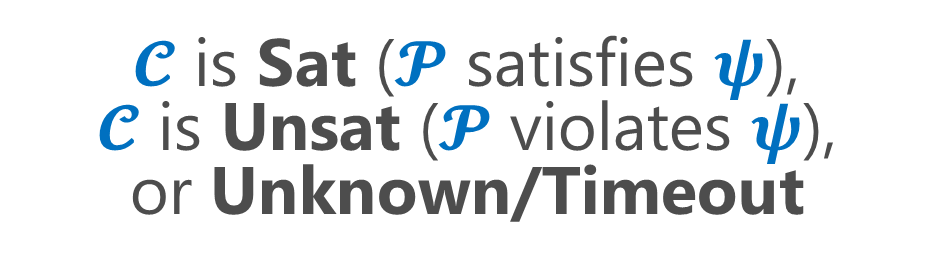 𝓒 is Sat (𝓟 satisfies 𝝍),
𝓒 is Unsat (𝓟 violates 𝝍),
or Unknown/Timeout